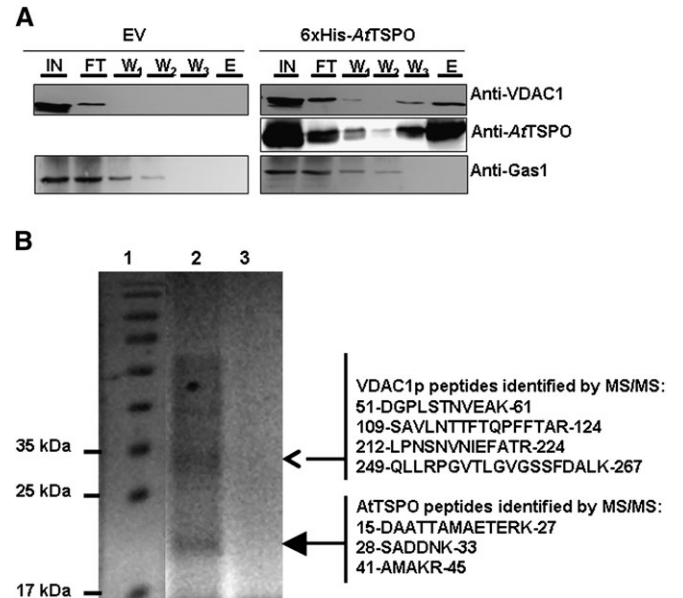 A
EV 6xHis-AtTSPO
IN FT W1 W2 W3 E IN FT W1 W2 W3 E
Anti-VDAC1
Anti-AtTSPO
Anti-Gas1
B
1 2 3
VDAC1p peptides identified by MS/MS:
51-DGPLSTNVEAK-61
109-SAVLNTTFTQPFFTAR-124
35 kDa
212-LPNSNVNIEFATR-224
249-QLLRPGVTLGVGSSFDALK-267
25 kDa
AtTSPO peptides identified by MS/MS:
15-DAATTAMAETERK-27
28-SADDNK-33
41-AMAKR-45
17 kDa